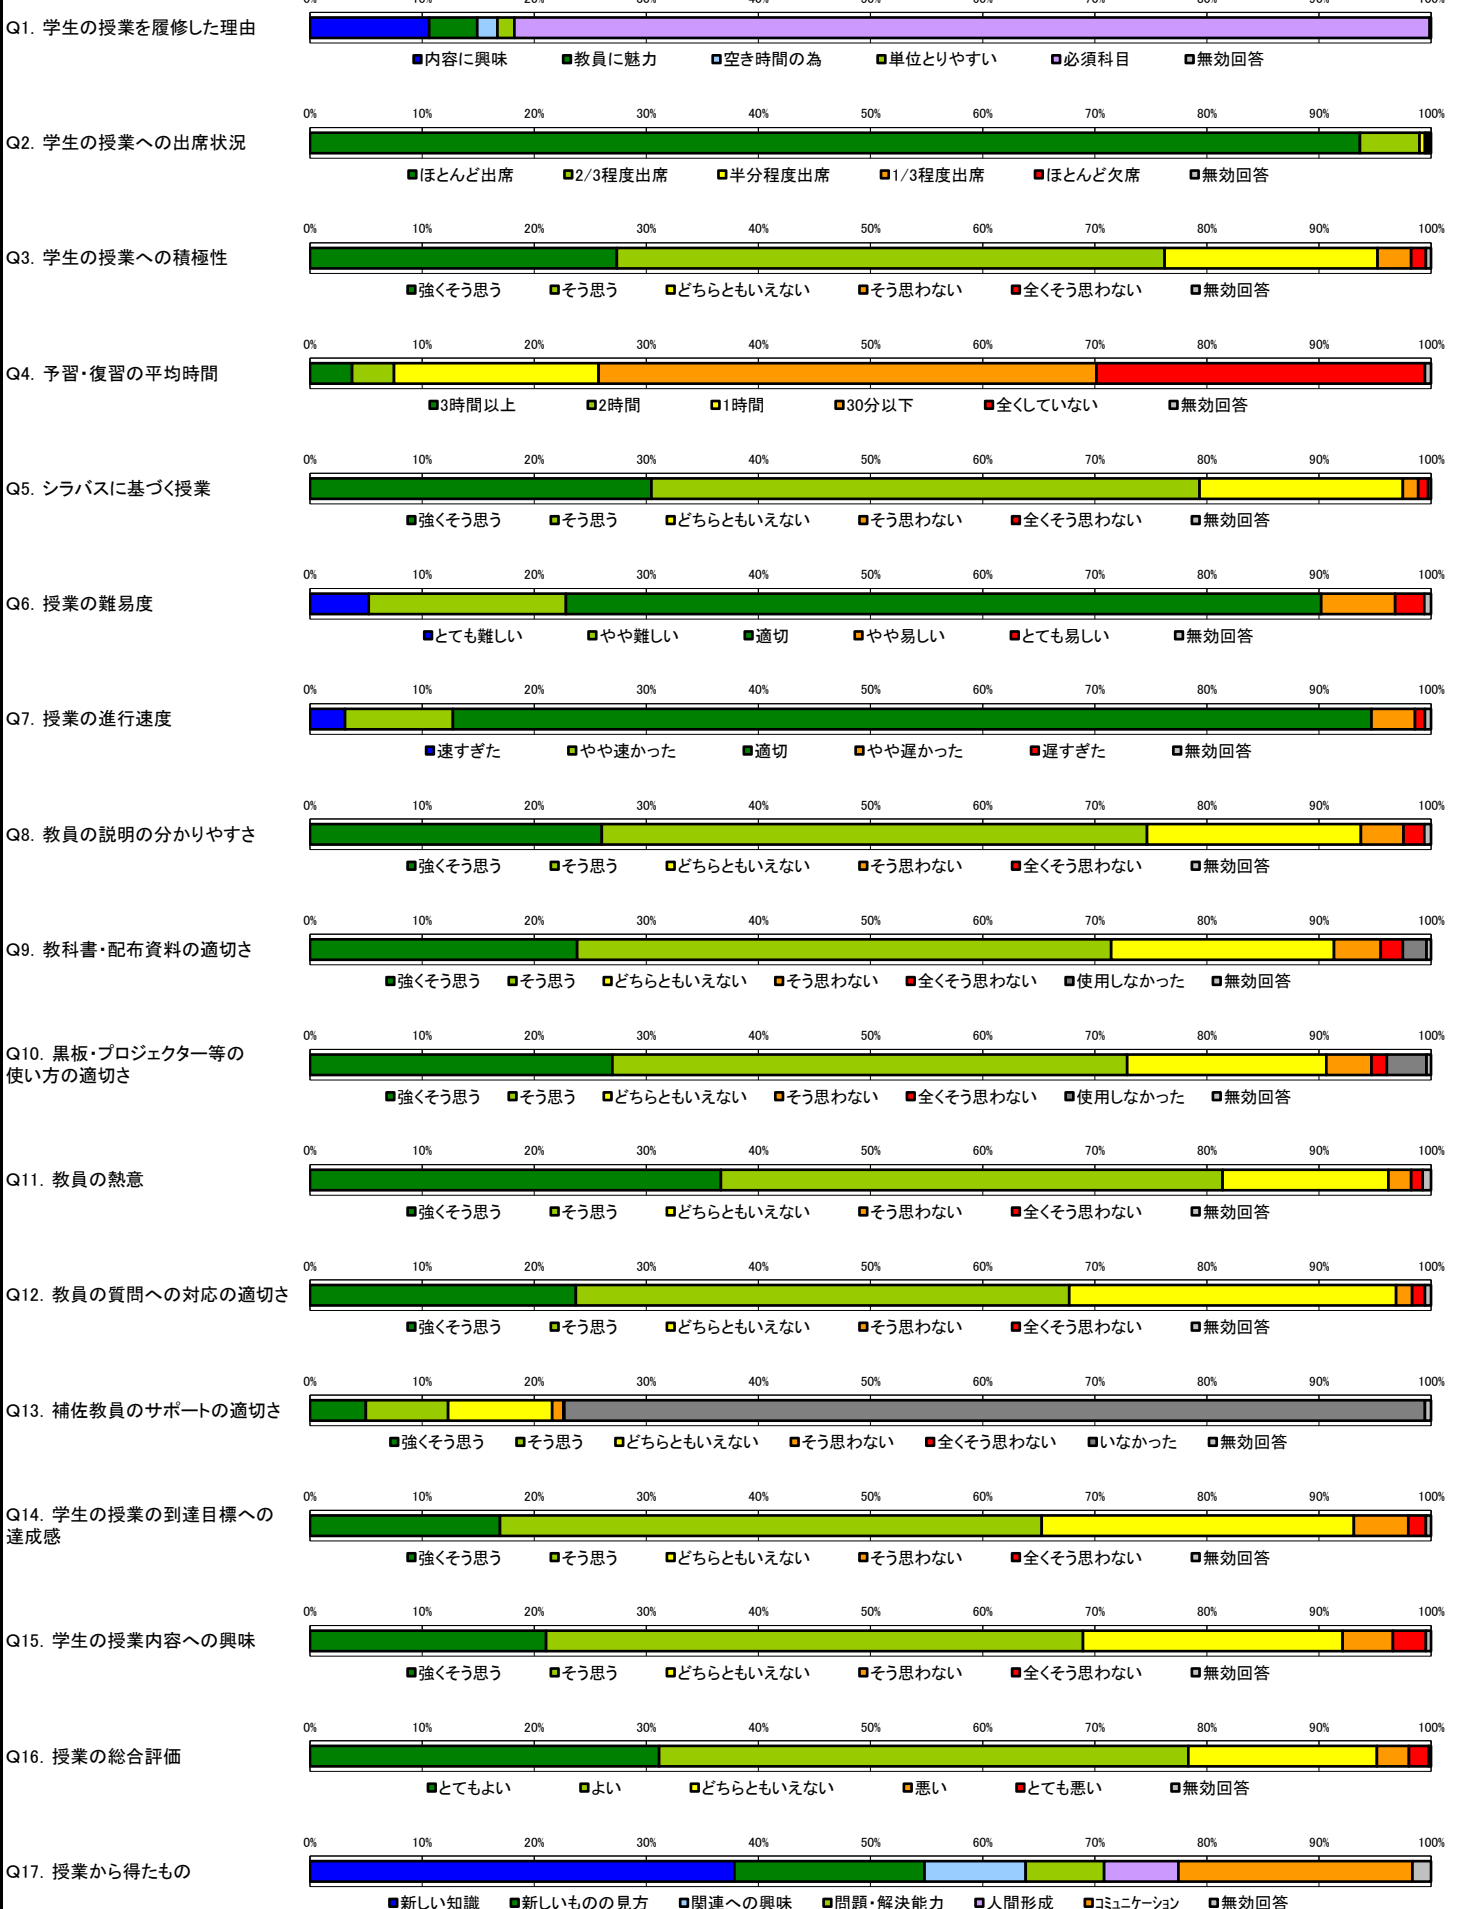 0% 10% 20% 30% 40% 50% 60% 70% 80% 90% 100%
Q1. 学生の授業を履修した理由
内容に興味 教員に魅力 空き時間の為 単位とりやすい 必須科目 無効回答
0% 10% 20% 30% 40% 50% 60% 70% 80% 90% 100%
Q2. 学生の授業への出席状況
ほとんど出席 2/3程度出席 半分程度出席 1/3程度出席 ほとんど欠席 無効回答
0% 10% 20% 30% 40% 50% 60% 70% 80% 90% 100%
Q3. 学生の授業への積極性
強くそう思う そう思う どちらともいえない そう思わない 全くそう思わない 無効回答
0% 10% 20% 30% 40% 50% 60% 70% 80% 90% 100%
Q4. 予習・復習の平均時間
3時間以上 2時間 1時間 30分以下 全くしていない 無効回答
0% 10% 20% 30% 40% 50% 60% 70% 80% 90% 100%
Q5. シラバスに基づく授業
強くそう思う そう思う どちらともいえない そう思わない 全くそう思わない 無効回答
0% 10% 20% 30% 40% 50% 60% 70% 80% 90% 100%
Q6. 授業の難易度
とても難しい やや難しい 適切 やや易しい とても易しい 無効回答
0% 10% 20% 30% 40% 50% 60% 70% 80% 90% 100%
Q7. 授業の進行速度
速すぎた やや速かった 適切 やや遅かった 遅すぎた 無効回答
0% 10% 20% 30% 40% 50% 60% 70% 80% 90% 100%
Q8. 教員の説明の分かりやすさ
強くそう思う そう思う どちらともいえない そう思わない 全くそう思わない 無効回答
0% 10% 20% 30% 40% 50% 60% 70% 80% 90% 100%
Q9. 教科書・配布資料の適切さ
強くそう思う そう思う どちらともいえない そう思わない 全くそう思わない 使用しなかった 無効回答
0% 10% 20% 30% 40% 50% 60% 70% 80% 90% 100%
Q10. 黒板・プロジェクター等の
使い方の適切さ
強くそう思う そう思う どちらともいえない そう思わない 全くそう思わない 使用しなかった 無効回答
0% 10% 20% 30% 40% 50% 60% 70% 80% 90% 100%
Q11. 教員の熱意
強くそう思う そう思う どちらともいえない そう思わない 全くそう思わない 無効回答
0% 10% 20% 30% 40% 50% 60% 70% 80% 90% 100%
Q12. 教員の質問への対応の適切さ
強くそう思う そう思う どちらともいえない そう思わない 全くそう思わない 無効回答
0% 10% 20% 30% 40% 50% 60% 70% 80% 90% 100%
Q13. 補佐教員のサポートの適切さ
強くそう思う そう思う どちらともいえない そう思わない 全くそう思わない いなかった 無効回答
0% 10% 20% 30% 40% 50% 60% 70% 80% 90% 100%
Q14. 学生の授業の到達目標への
達成感
強くそう思う そう思う どちらともいえない そう思わない 全くそう思わない 無効回答
0% 10% 20% 30% 40% 50% 60% 70% 80% 90% 100%
Q15. 学生の授業内容への興味
強くそう思う そう思う どちらともいえない そう思わない 全くそう思わない 無効回答
0% 10% 20% 30% 40% 50% 60% 70% 80% 90% 100%
Q16. 授業の総合評価
とてもよい よい どちらともいえない 悪い とても悪い 無効回答
0% 10% 20% 30% 40% 50% 60% 70% 80% 90% 100%
Q17. 授業から得たもの
新しい知識 新しいものの見方 関連への興味 問題・解決能力 人間形成 コミュニケーション 無効回答